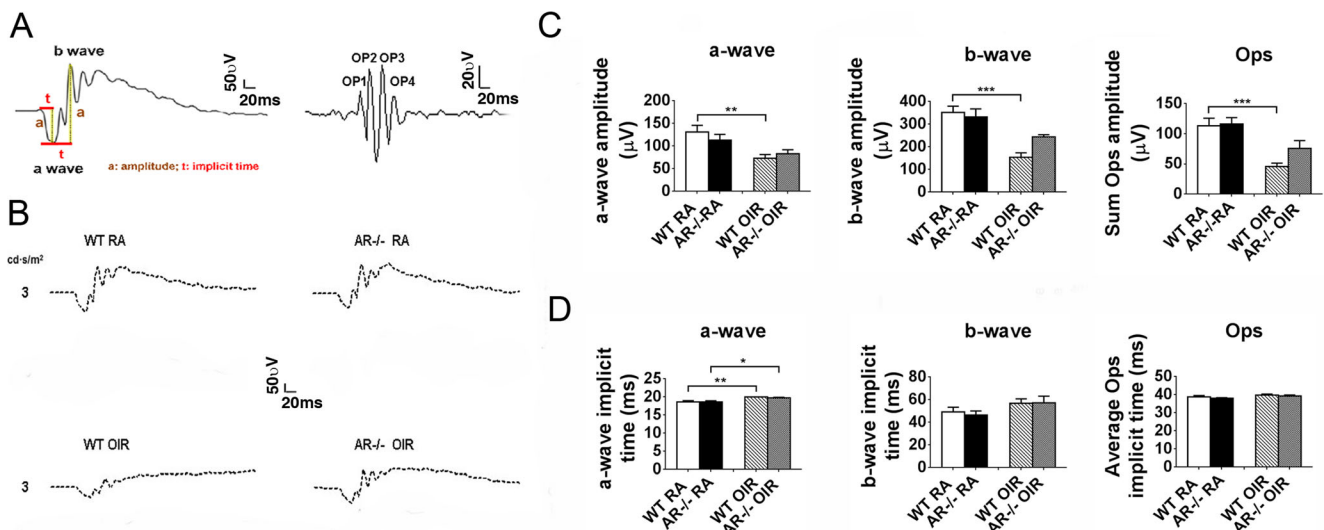 A
b wave
t
a
a
t
a wave
a: amplitude; t: implicit time
50υV
20ms
OP1
OP2
OP3
OP4
20υV
20ms
B
cd·s/m²
WT RA
AR-/- RA
3
50υV
20ms
WT OIR
AR-/- OIR
3
C
a-wave
a-wave amplitude
(μV)
200
150
100
50
0
**
WT RA
AR-/-RA
WT OIR
AR-/- OIR
b-wave
b-wave amplitude
(μV)
400
300
200
100
0
***
WT RA
AR-/- RA
WT OIR
AR-/- OIR
Ops
Sum Ops amplitude
(μV)
150
100
50
0
***
WT RA
AR-/- RA
WT OIR
AR-/- OIR
D
a-wave
a-wave implicit
time (ms)
25
20
15
10
5
0
**
*
WT RA
AR-/- RA
WT OIR
AR-/- OIR
b-wave
b-wave implicit
time (ms)
80
60
40
20
0
WT RA
AR-/- RA
WT OIR
AR-/- OIR
Ops
Average Ops
implicit time (ms)
50
40
30
20
10
0
WT RA
AR-/- RA
WT OIR
AR-/- OIR